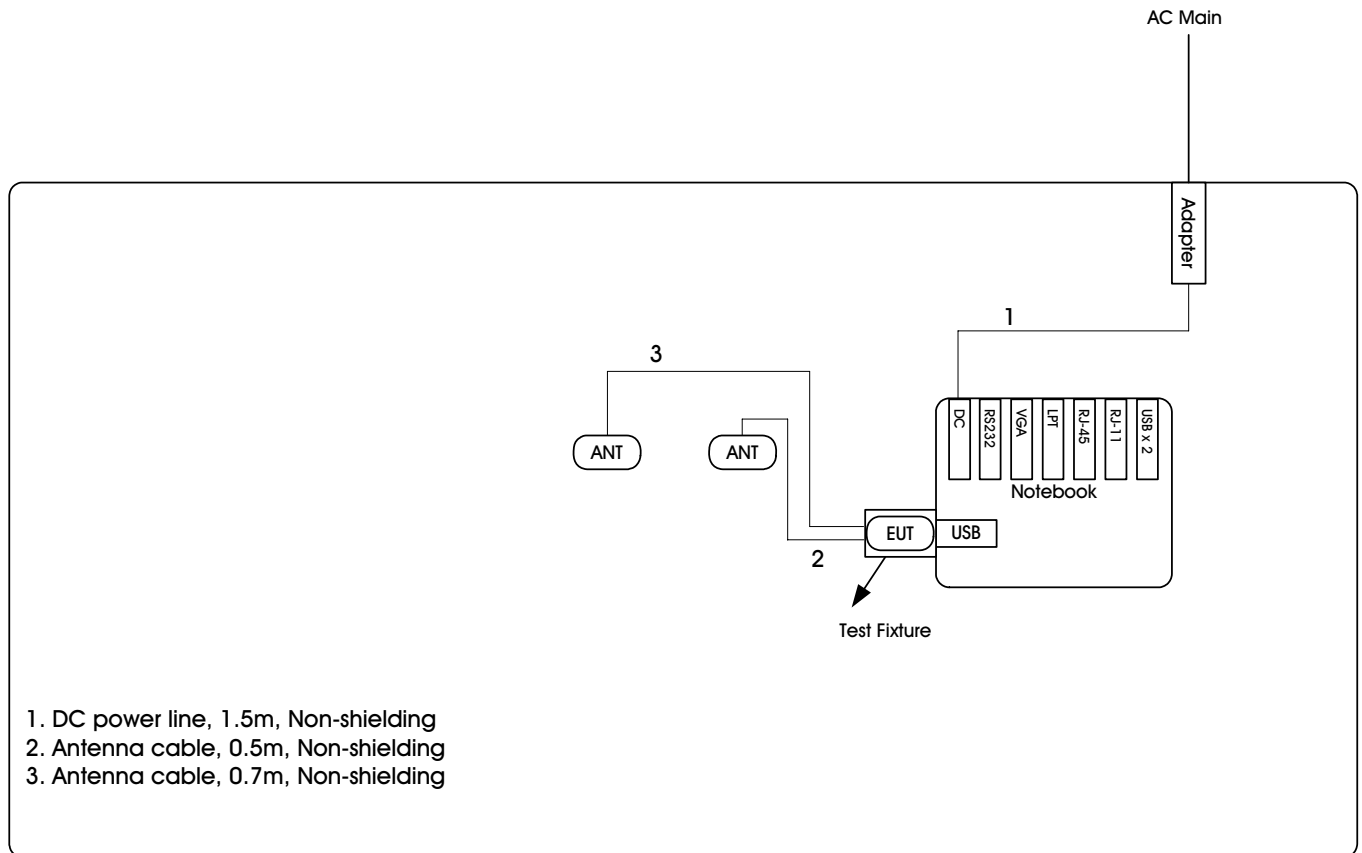 AC Main
Adapter
1
3
ANT
ANT
DC
RS232
VGA
LPT
RJ-45
RJ-11
USB x 2
Notebook
EUT
USB
2
Test Fixture
1. DC power line, 1.5m, Non-shielding
2. Antenna cable, 0.5m, Non-shielding
3. Antenna cable, 0.7m, Non-shielding